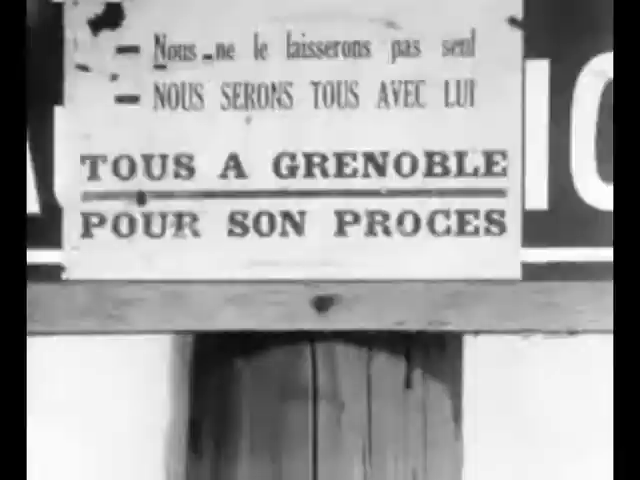 — Nous ne le laisserons pas seul
— NOUS SERONS TOUS AVEC LUI
TOUS A GRENOBLE
POUR SON PROCES